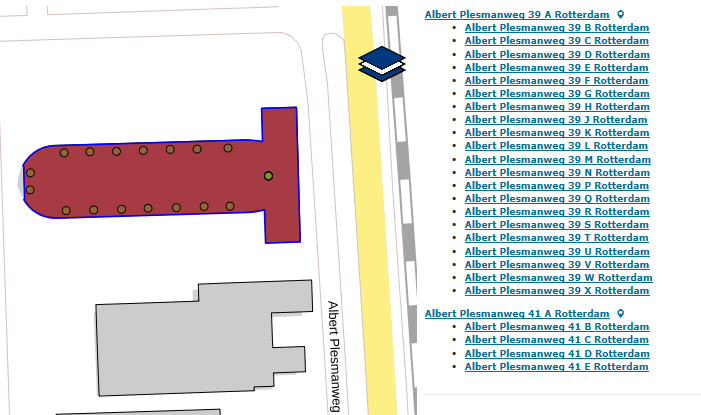 Albert Plesmanweg 39 A Rotterdam
Albert Plesmanweg 39 B Rotterdam
Albert Plesmanweg 39 C Rotterdam
Albert Plesmanweg 39 D Rotterdam
Albert Plesmanweg 39 E Rotterdam
Albert Plesmanweg 39 F Rotterdam
Albert Plesmanweg 39 G Rotterdam
Albert Plesmanweg 39 H Rotterdam
Albert Plesmanweg 39 J Rotterdam
Albert Plesmanweg 39 K Rotterdam
Albert Plesmanweg 39 L Rotterdam
Albert Plesmanweg 39 M Rotterdam
Albert Plesmanweg 39 N Rotterdam
Albert Plesmanweg 39 P Rotterdam
Albert Plesmanweg 39 Q Rotterdam
Albert Plesmanweg 39 R Rotterdam
Albert Plesmanweg 39 S Rotterdam
Albert Plesmanweg 39 T Rotterdam
Albert Plesmanweg 39 U Rotterdam
Albert Plesmanweg 39 V Rotterdam
Albert Plesmanweg 39 W Rotterdam
Albert Plesmanweg 39 X Rotterdam
Albert Plesmanweg 41 A Rotterdam
Albert Plesmanweg 41 B Rotterdam
Albert Plesmanweg 41 C Rotterdam
Albert Plesmanweg 41 D Rotterdam
Albert Plesmanweg 41 E Rotterdam
Albert Plesmanweg